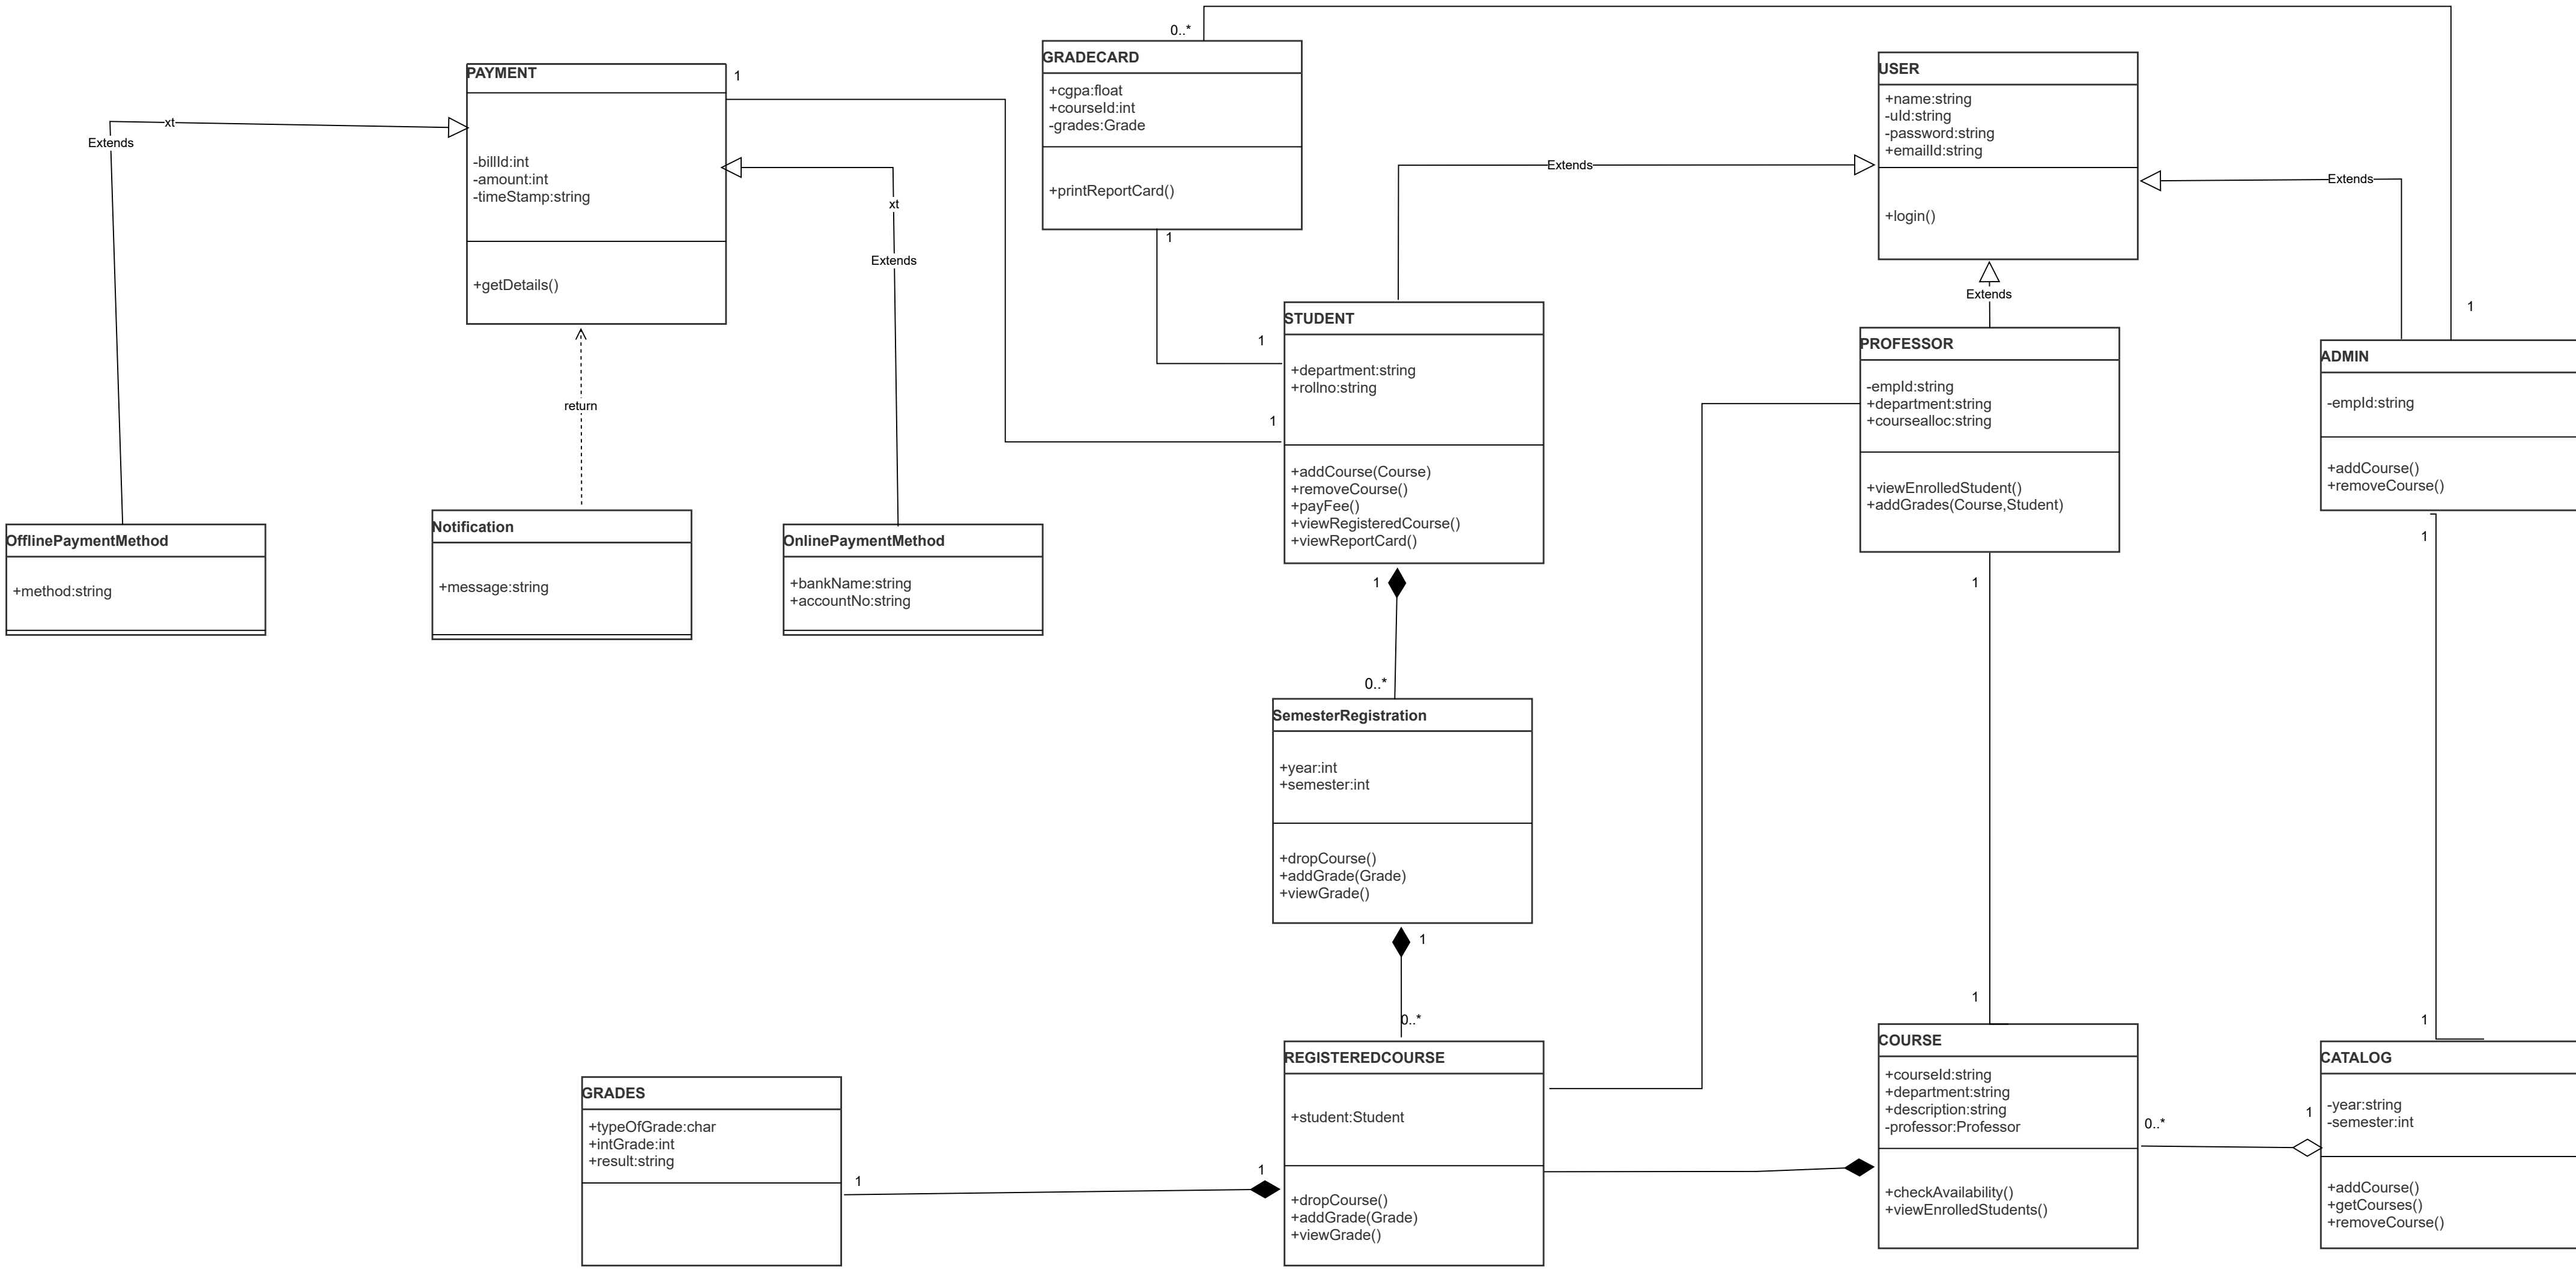 0..*
GRADECARD
+cgpa:float
+courseId:int
-grades:Grade
+printReportCard()
1
PAYMENT
1
-billId:int
-amount:int
-timeStamp:string
+getDetails()
xt
Extends
xt
Extends
return
OfflinePaymentMethod
+method:string
Notification
+message:string
OnlinePaymentMethod
+bankName:string
+accountNo:string
USER
+name:string
-uId:string
-password:string
+emailId:string
+login()
Extends
Extends
Extends
1
1
1
STUDENT
+department:string
+rollno:string
+addCourse(Course)
+removeCourse()
+payFee()
+viewRegisteredCourse()
+viewReportCard()
PROFESSOR
-empId:string
+department:string
+coursealloc:string
+viewEnrolledStudent()
+addGrades(Course,Student)
ADMIN
-empId:string
+addCourse()
+removeCourse()
1
1
1
0..*
SemesterRegistration
+year:int
+semester:int
+dropCourse()
+addGrade(Grade)
+viewGrade()
1
0..*
1
1
REGISTEREDCOURSE
+student:Student
+dropCourse()
+addGrade(Grade)
+viewGrade()
GRADES
+typeOfGrade:char
+intGrade:int
+result:string
1
1
COURSE
+courseId:string
+department:string
+description:string
-professor:Professor
+checkAvailability()
+viewEnrolledStudents()
0..*
1
CATALOG
-year:string
-semester:int
+addCourse()
+getCourses()
+removeCourse()